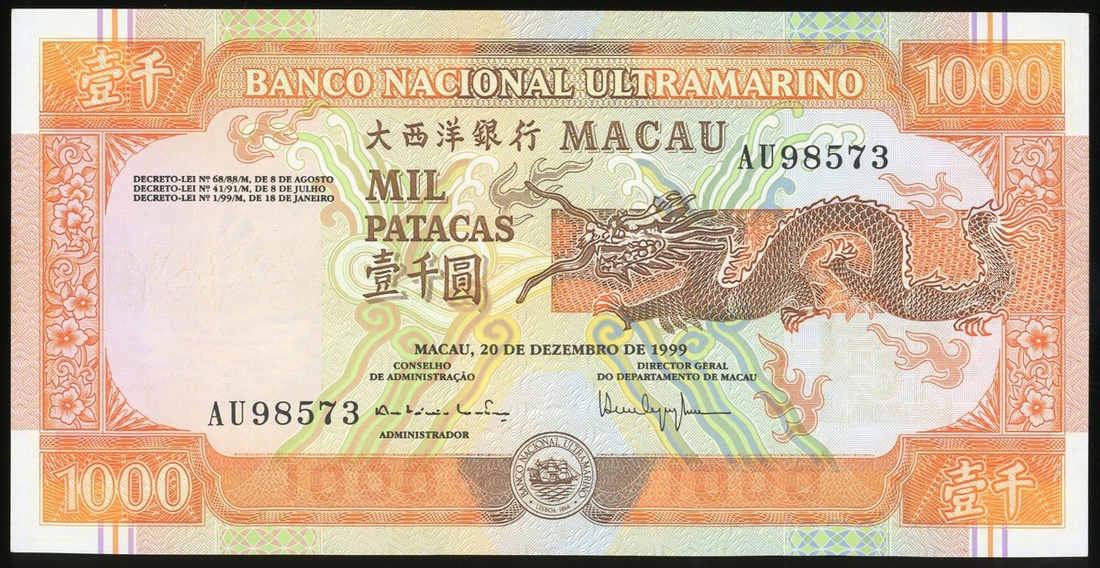 壹千
BANCO NACIONAL ULTRAMARINO
1000
大西洋銀行 MACAU
AU98573
DECRETO-LEI Nº 68/88/M, DE 8 DE AGOSTO
DECRETO-LEI Nº 41/91/M, DE 8 DE JULHO
DECRETO-LEI Nº 1/99/M, DE 18 DE JANEIRO
MIL
PATACAS
壹千圓
MACAU, 20 DE DEZEMBRO DE 1999
CONSELHO
DE ADMINISTRAÇÃO
DIRECTOR GERAL
DO DEPARTAMENTO DE MACAU
AU98573
ADMINISTRADOR
BANCO NACIONAL ULTRAMARINO
LISBOA · 1864
1000
壹千